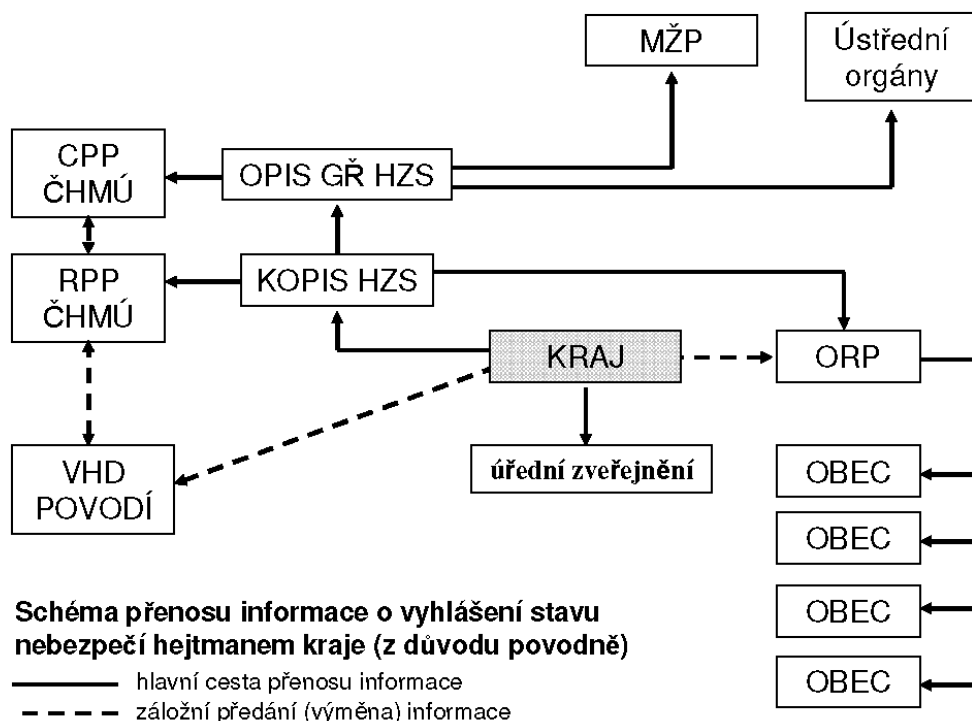 MŽP
Ústřední
orgány
CPP
ČHMÚ
OPIS GŘ HZS
RPP
ČHMÚ
KOPIS HZS
KRAJ
ORP
VHD
POVODÍ
úřední zveřejnění
OBEC
OBEC
OBEC
OBEC
Schéma přenosu informace o vyhlášení stavu
nebezpečí hejtmanem kraje (z důvodu povodně)
hlavní cesta přenosu informace
záložní předání (výměna) informace